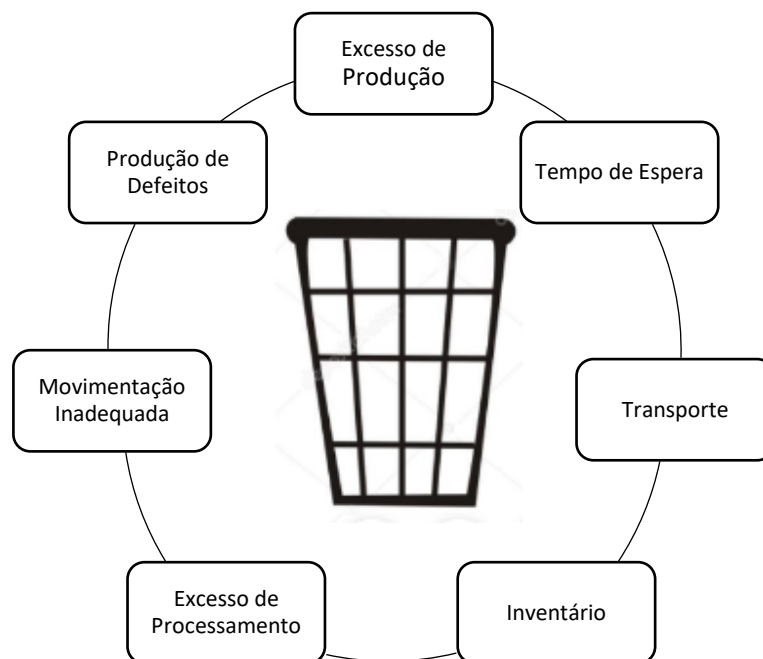 Excesso de
Produção
Tempo de Espera
Transporte
Inventário
Excesso de
Processamento
Movimentação
Inadequada
Produção de
Defeitos